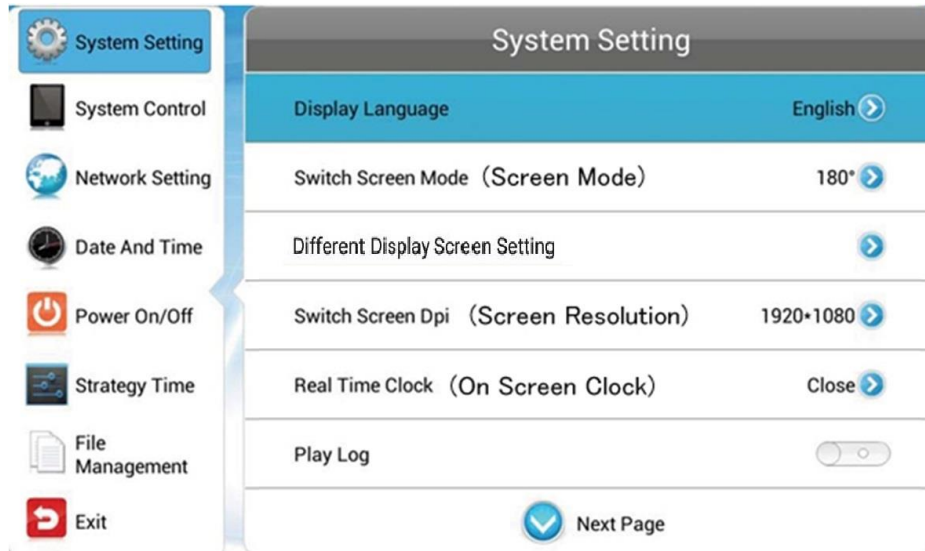 System Setting
System Control
Network Setting
Date And Time
Power On/Off
Strategy Time
File
Management
Exit
System Setting
Display Language English
Switch Screen Mode (Screen Mode) 180°
Different Display Screen Setting
Switch Screen Dpi (Screen Resolution) 1920*1080
Real Time Clock (On Screen Clock) Close
Play Log
Next Page